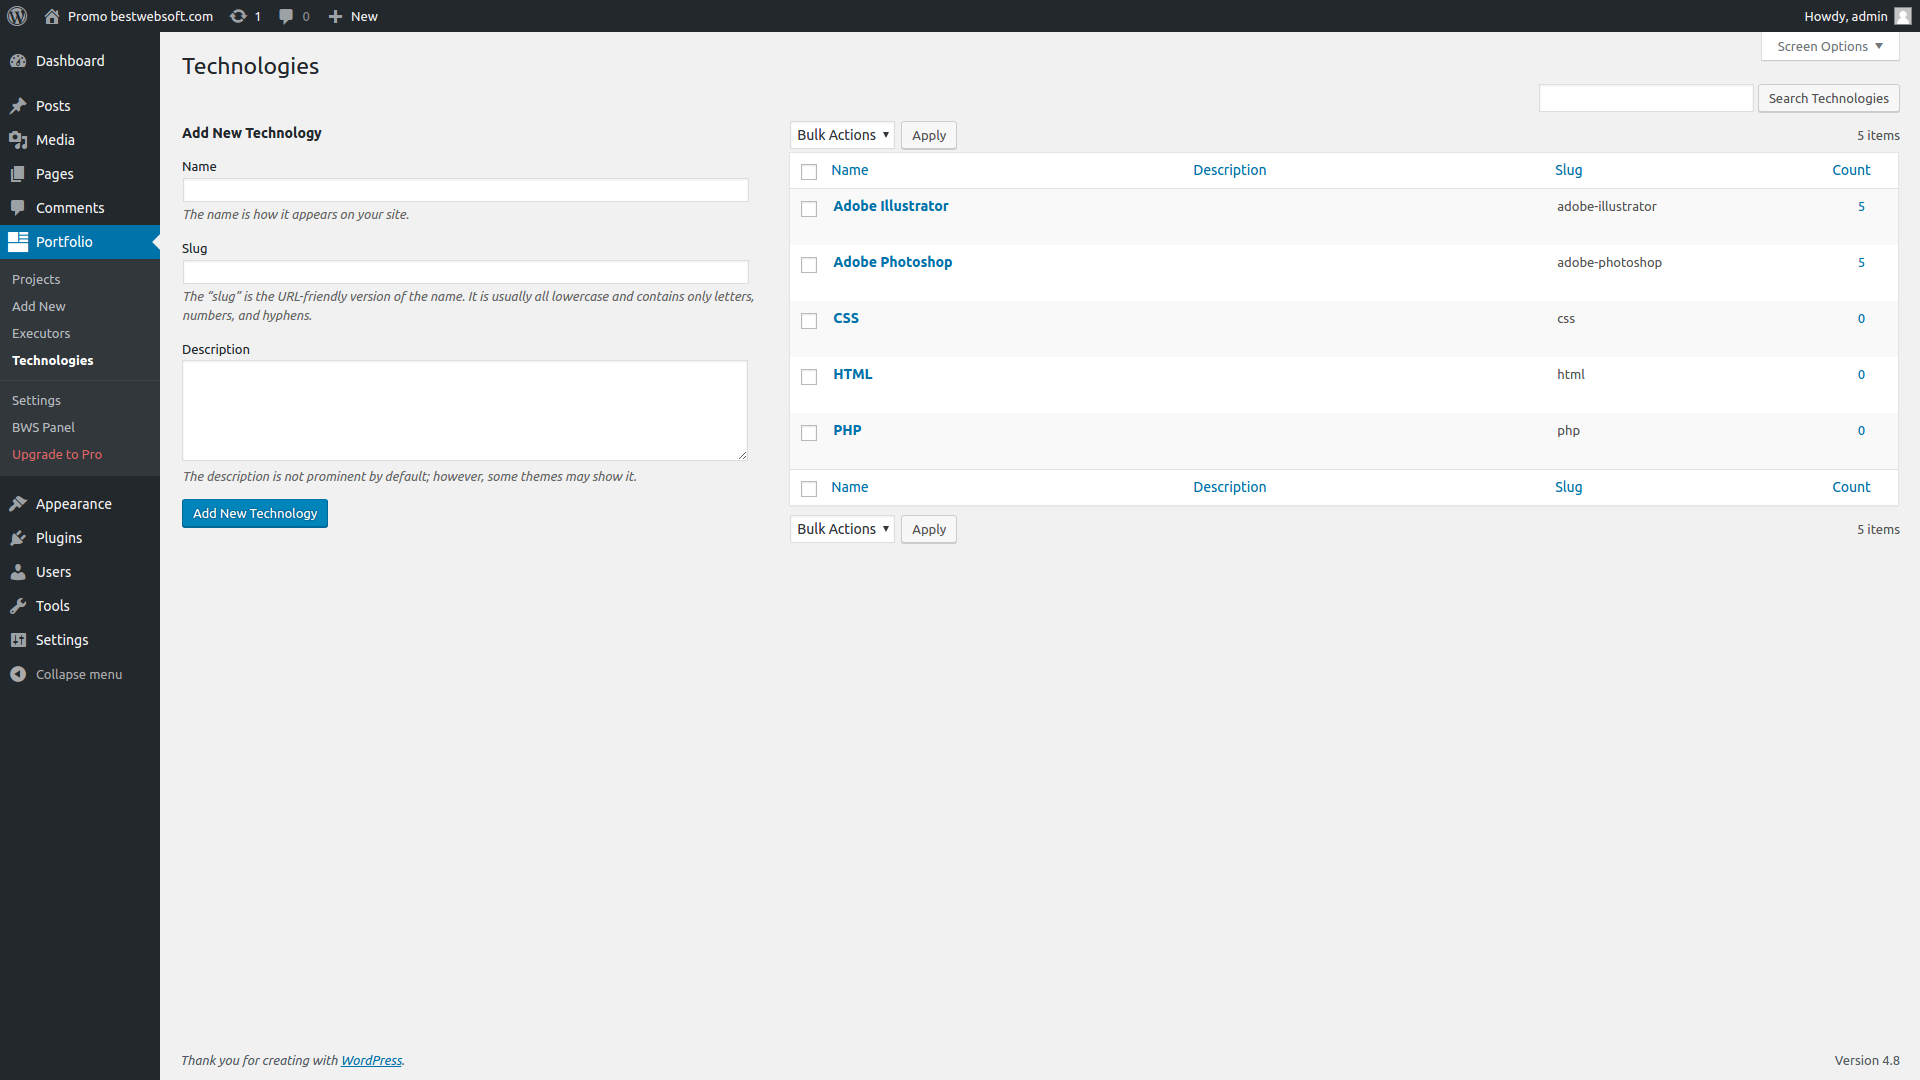 Promo bestwebsoft.com 1 0 New Howdy, admin
Screen Options
Dashboard
Posts
Media
Pages
Comments
Portfolio
Projects
Add New
Executors
Technologies
Settings
BWS Panel
Upgrade to Pro
Appearance
Plugins
Users
Tools
Settings
Collapse menu
Technologies
Search Technologies
Add New Technology
Name
The name is how it appears on your site.
Slug
The “slug” is the URL-friendly version of the name. It is usually all lowercase and contains only letters,
numbers, and hyphens.
Description
The description is not prominent by default; however, some themes may show it.
Add New Technology
Bulk Actions Apply 5 items
Name Description Slug Count
Adobe Illustrator adobe-illustrator 5
Adobe Photoshop adobe-photoshop 5
CSS css 0
HTML html 0
PHP php 0
Name Description Slug Count
Bulk Actions Apply 5 items
Thank you for creating with WordPress. Version 4.8